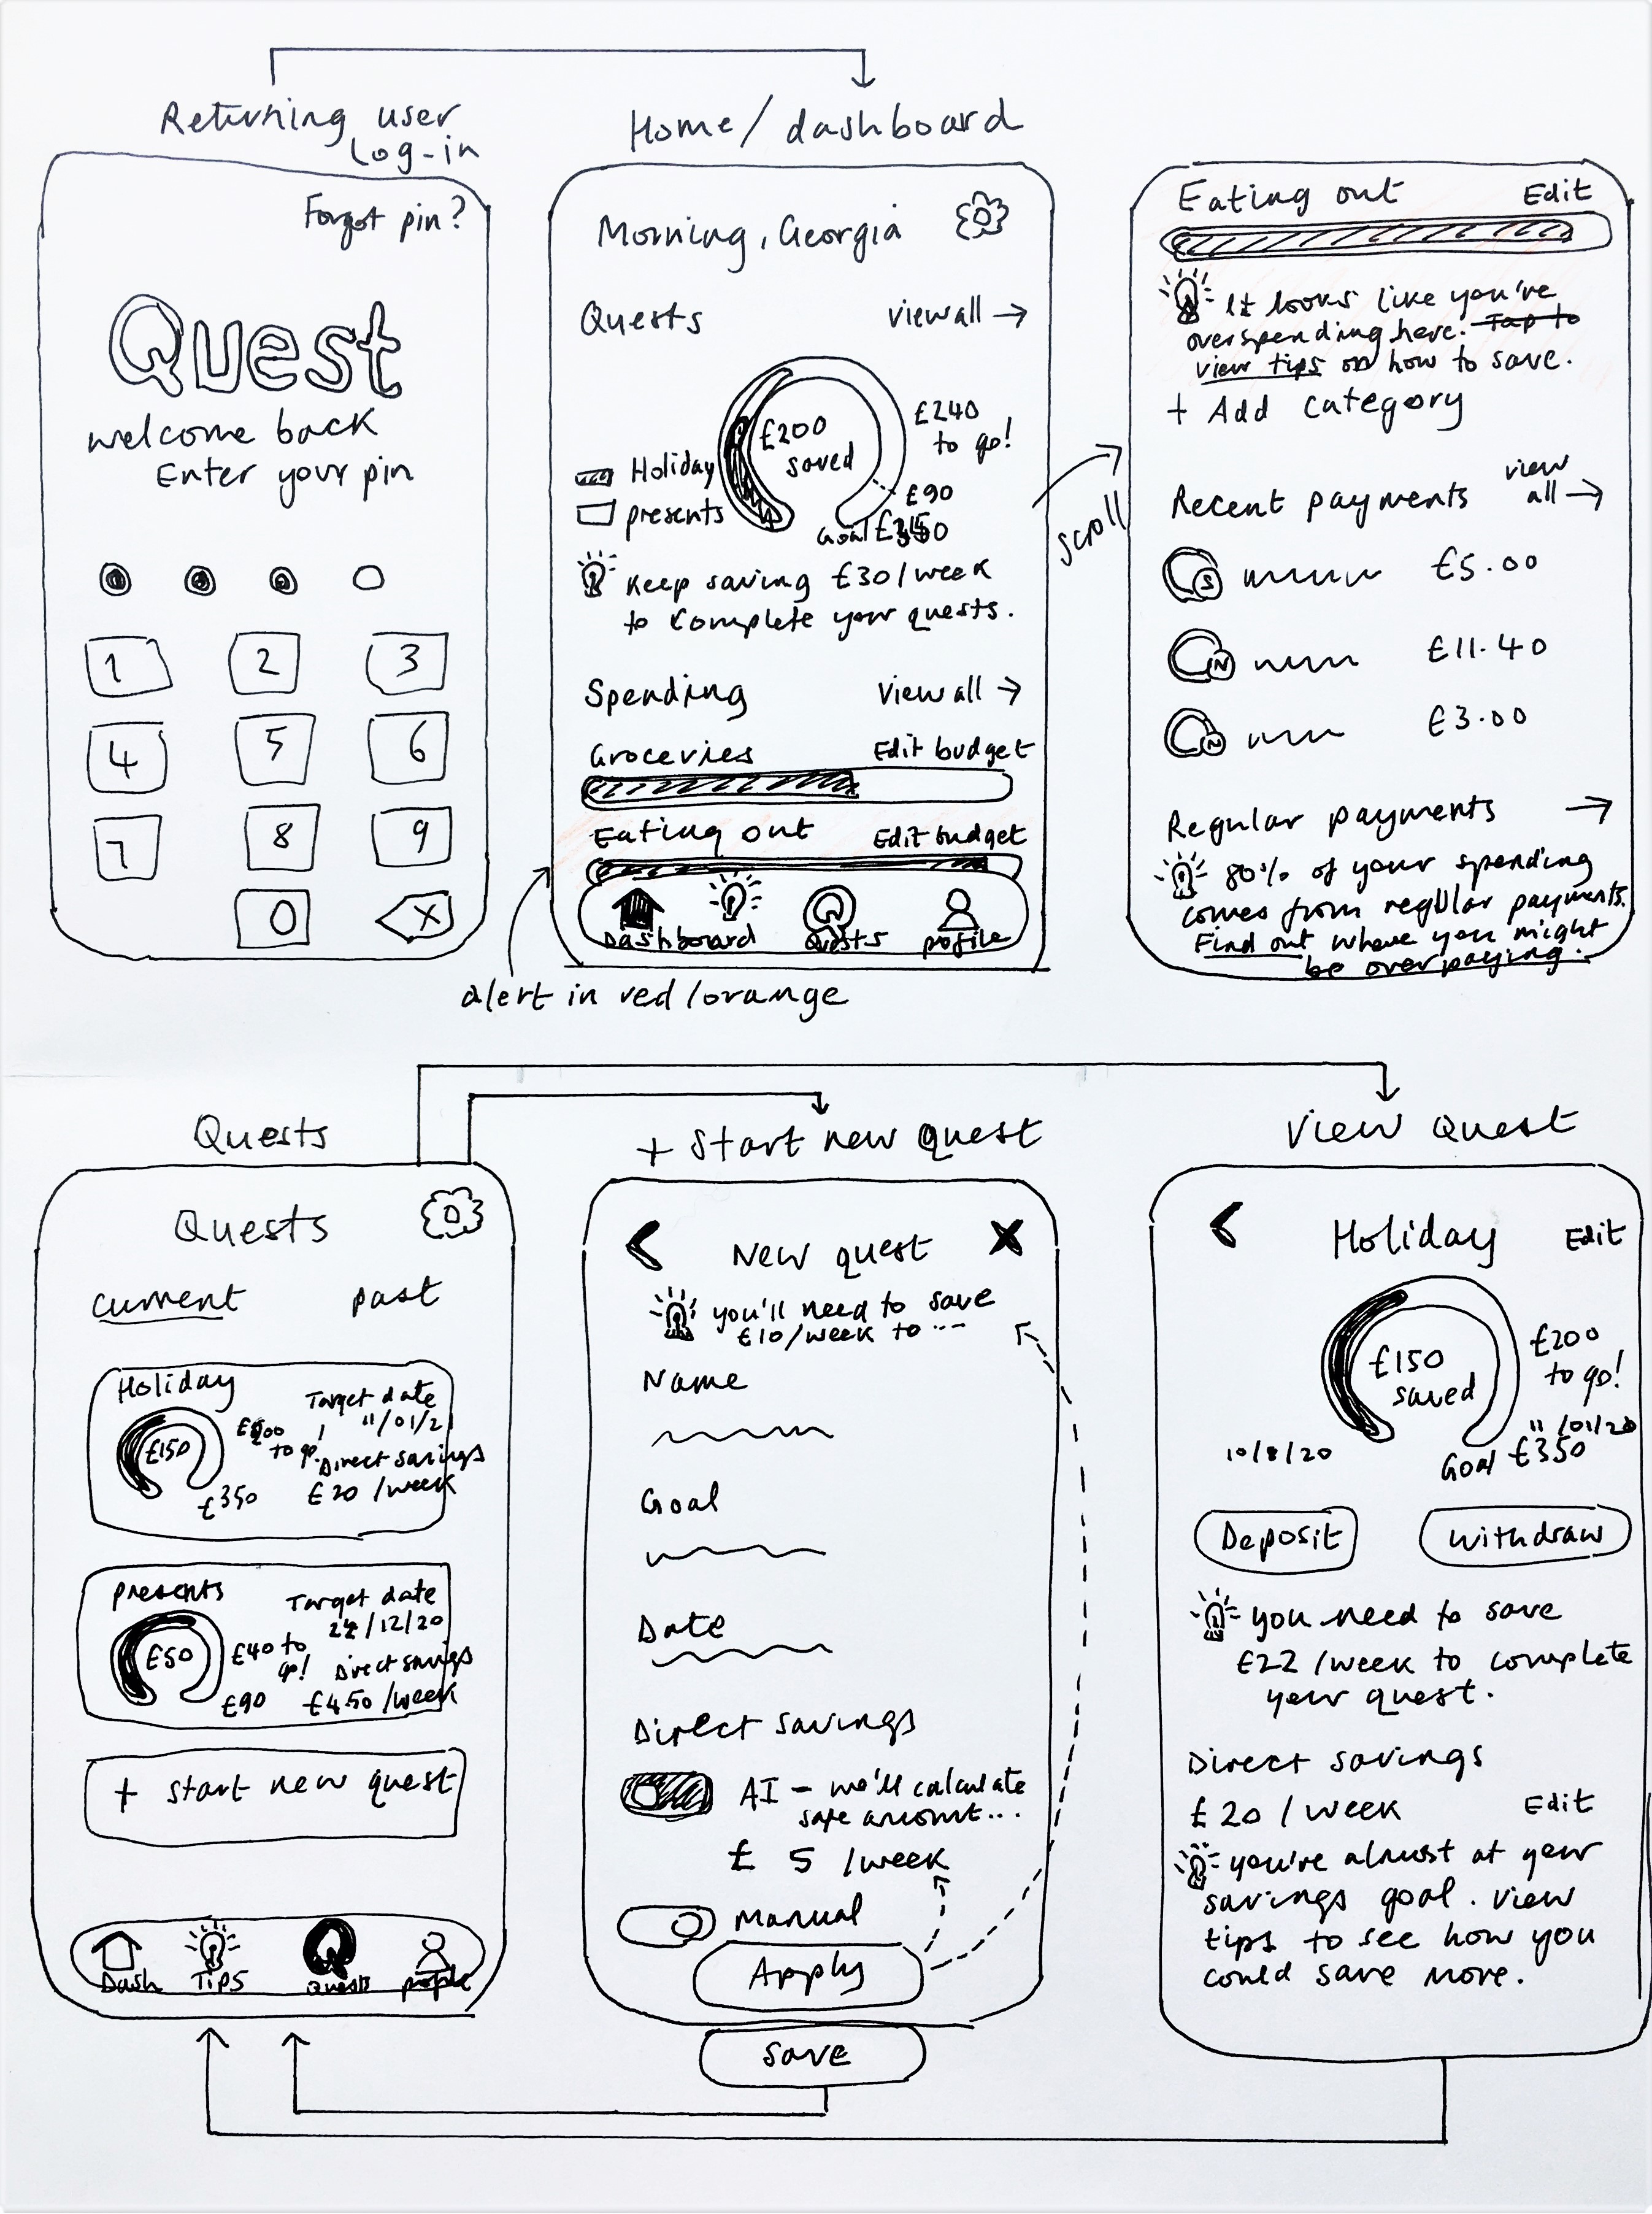 Returning user
Log-in
Forgot pin?
Quest
welcome back
Enter your pin
1 2 3
4 5 6
7 8 9
0 X
Home / dashboard
Morning, Georgia
Quests view all →
£200
saved
£240
to go!
Holiday
presents
£90
Goal £350
Keep saving £30/week
to complete your quests.
Spending view all →
Groceries Edit budget
Eating out Edit budget
Dashboard Quests profile
alert in red/orange
scroll
Eating out Edit
It looks like you're
overspending here. Tap to
view tips on how to save.
+ Add category
Recent payments view
all →
S £5.00
N £11.40
N £3.00
Regular payments →
80% of your spending
comes from regular payments.
Find out where you might
be overpaying.
Quests
Quests
current past
Holiday
£150
£200
to go!
£350
Target date
11/01/21
Direct savings
£20 /week
presents
£50
£40 to
go!
£90
Target date
24/12/20
Direct savings
£4.50 /week
+ start new quest
Dash Tips Quests profile
+ Start new quest
New quest X
you'll need to save
£10/week to ...
Name
Goal
Date
Direct savings
AI - we'll calculate
safe amount...
£ 5 /week
Manual
Apply
save
View Quest
Holiday Edit
£150
saved
£200
to go!
10/8/20
11/01/20
Goal £350
Deposit Withdraw
you need to save
£22 /week to complete
your quest.
Direct savings
£20 / week Edit
you're almost at your
savings goal. View
tips to see how you
could save more.